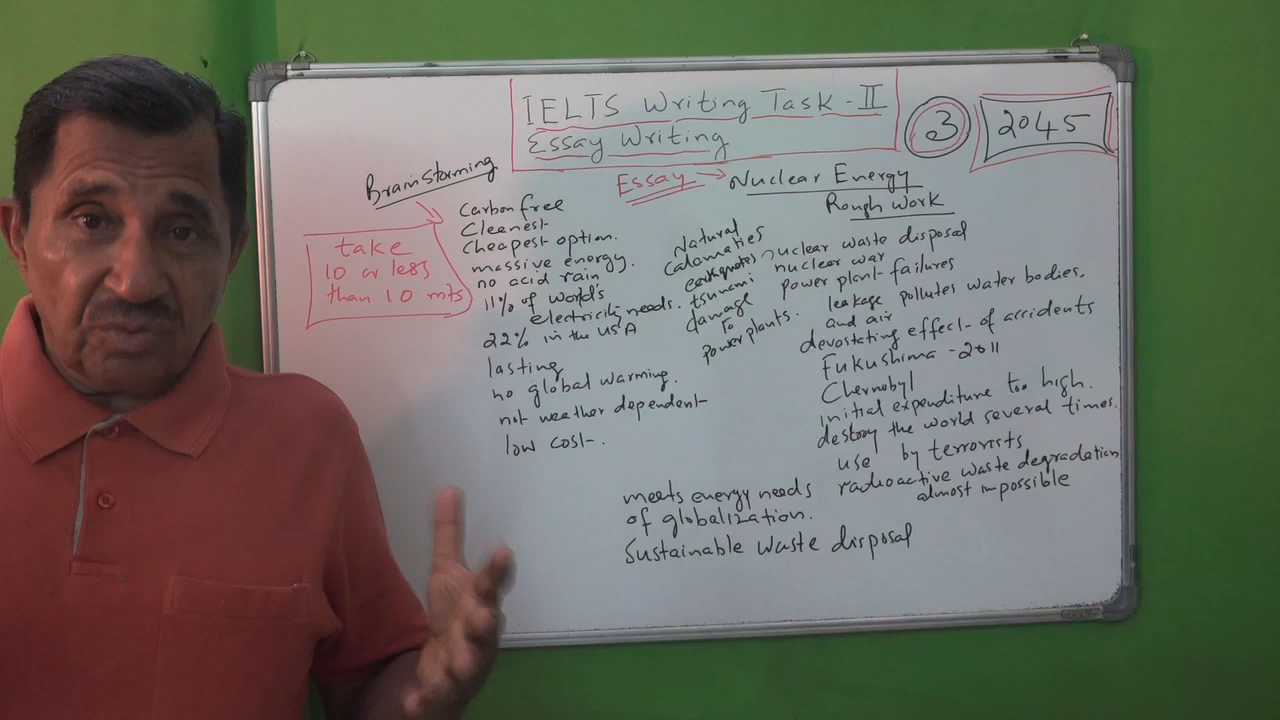 IELTS Writing Task - II
Essay Writing
3
2045
Brainstorming
Essay → Nuclear Energy
Rough Work
take
10 or less
than 10 mts
Carbon free
Cleanest
Cheapest option.
massive energy.
no acid rain
11% of world's
electricity needs.
22% in the USA
lasting
no global warming.
not weather dependent
low cost.
Natural
calamaties
earthquotes
tsunami
damage
to
power plants.
nuclear waste disposal
nuclear war
power plant failures
leakage pollutes water bodies.
and air
devostating effect of accidents
Fukushima - 2011
Chernobyl
initial expenditure too high.
destroy the world several times.
use by terrorists
radioactive waste degradation
almost impossible
meets energy needs
of globalization.
Sustainable waste disposal